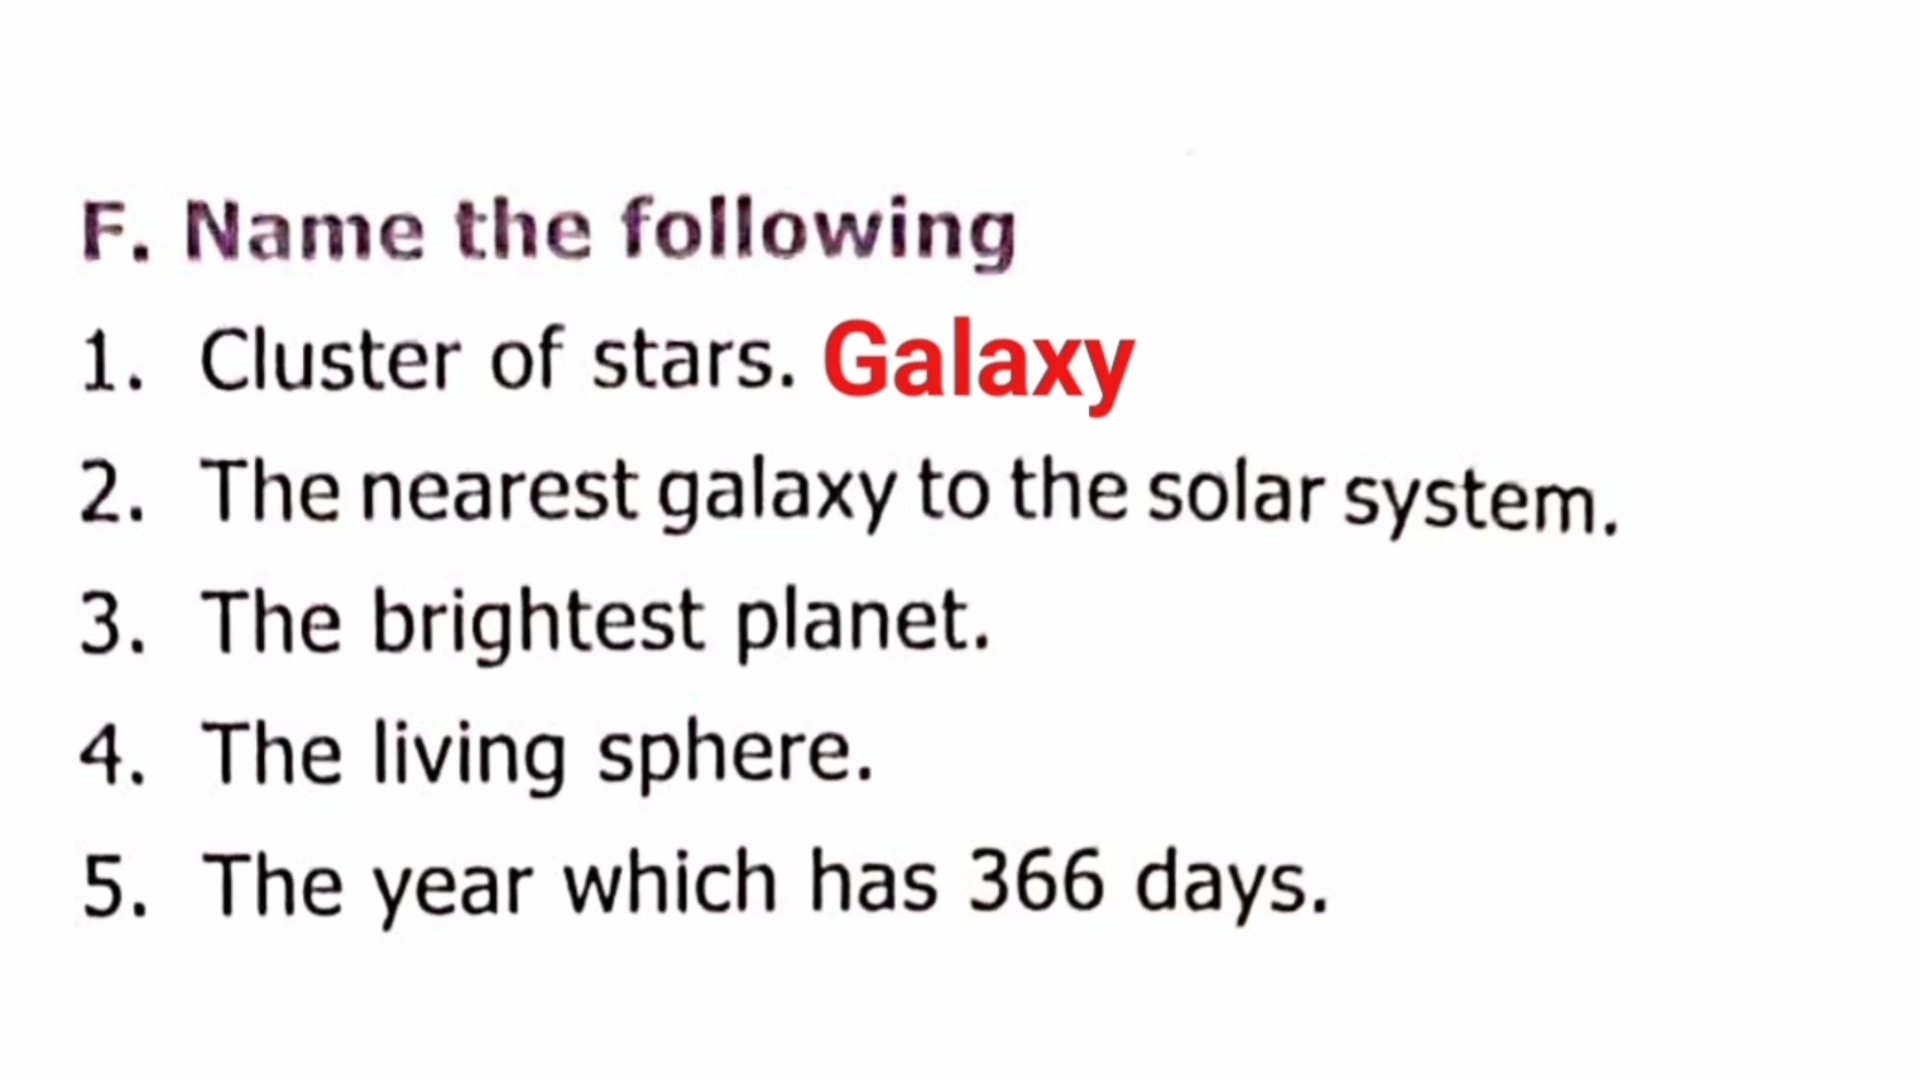 F. Name the following
1. Cluster of stars. Galaxy
2. The nearest galaxy to the solar system.
3. The brightest planet.
4. The living sphere.
5. The year which has 366 days.